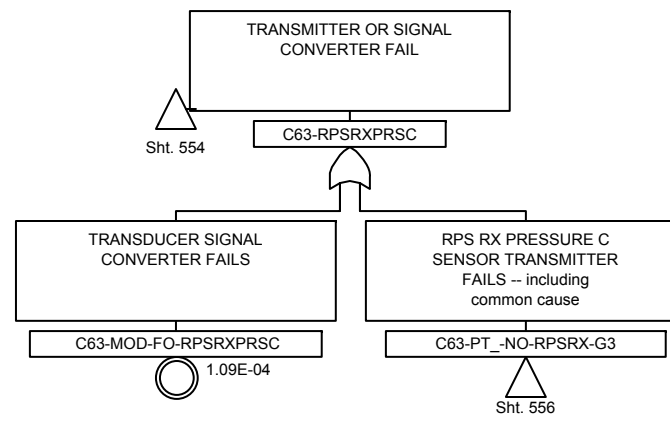 TRANSMITTER OR SIGNAL
CONVERTER FAIL
Sht. 554
C63-RPSRXPRSC
TRANSDUCER SIGNAL
CONVERTER FAILS
C63-MOD-FO-RPSRXPRSC
1.09E-04
RPS RX PRESSURE C
SENSOR TRANSMITTER
FAILS -- including
common cause
C63-PT_-NO-RPSRX-G3
Sht. 556